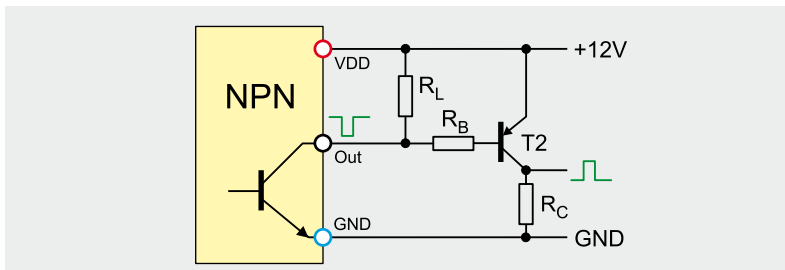 +12V
VDD
NPN
RL
RB
T2
Out
RC
GND
GND